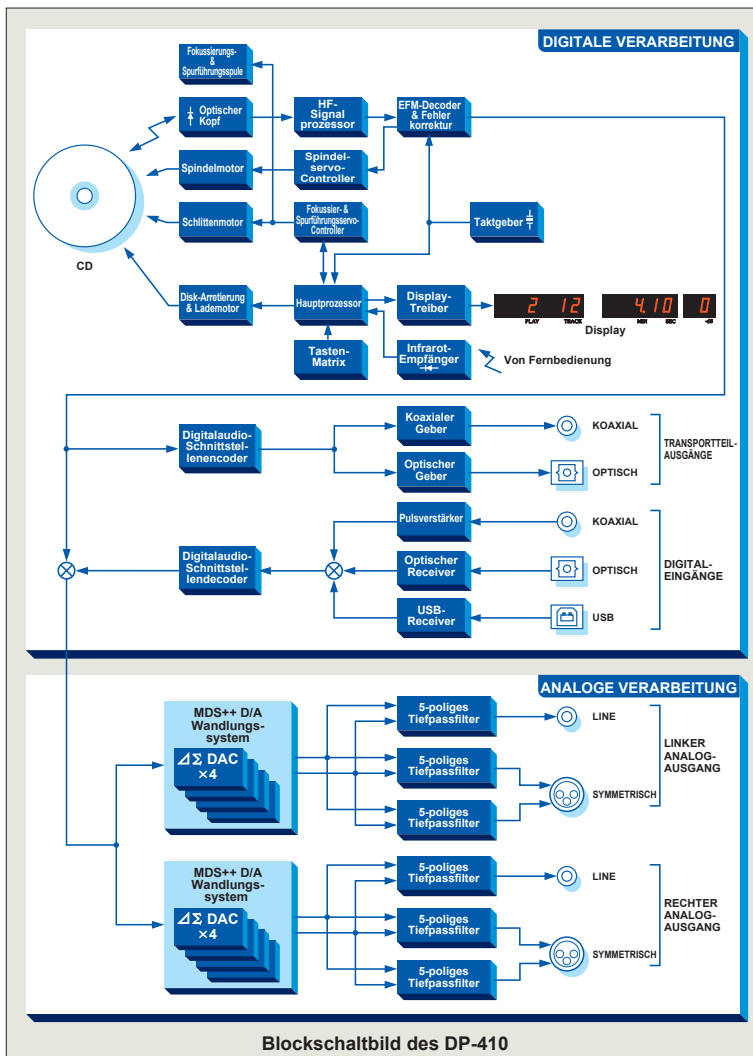 DIGITALE VERARBEITUNG
Fokussierungs-
&
Spurführungsspule
Optischer
Kopf
HF-
Signal
prozessor
EFM-Decoder
& Fehler
korrektur
Spindelmotor
Spindel-
servo-
Controller
Schlittenmotor
Fokussier- &
Spurführungsservo-
Controller
Taktgeber
CD
Disk-Arretierung
& Lademotor
Hauptprozessor
Display-
Treiber
2 12
PLAY TRACK
4.10
MIN SEC
0
-dB
Display
Tasten-
Matrix
Infrarot-
Empfänger
Von Fernbedienung
Digitalaudio-
Schnittstel-
lenencoder
Koaxialer
Geber
KOAXIAL
Optischer
Geber
OPTISCH
TRANSPORTTEIL-
AUSGÄNGE
Pulsverstärker
KOAXIAL
Digitalaudio-
Schnittstel-
lendecoder
Optischer
Receiver
OPTISCH
USB-
Receiver
USB
DIGITAL-
EINGÄNGE
ANALOGE VERARBEITUNG
MDS++ D/A
Wandlungs-
system
ΔΣ DAC
×4
5-poliges
Tiefpassfilter
LINE
5-poliges
Tiefpassfilter
SYMMETRISCH
5-poliges
Tiefpassfilter
LINKER
ANALOG-
AUSGANG
MDS++ D/A
Wandlungs-
system
ΔΣ DAC
×4
5-poliges
Tiefpassfilter
LINE
5-poliges
Tiefpassfilter
SYMMETRISCH
5-poliges
Tiefpassfilter
RECHTER
ANALOG-
AUSGANG
Blockschaltbild des DP-410